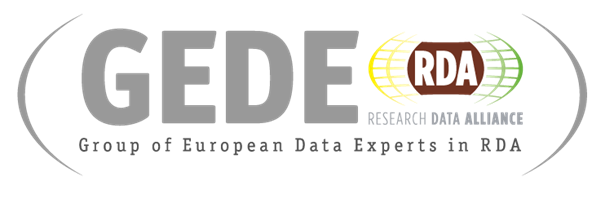 GEDE
RDA
RESEARCH DATA ALLIANCE
Group of European Data Experts in RDA